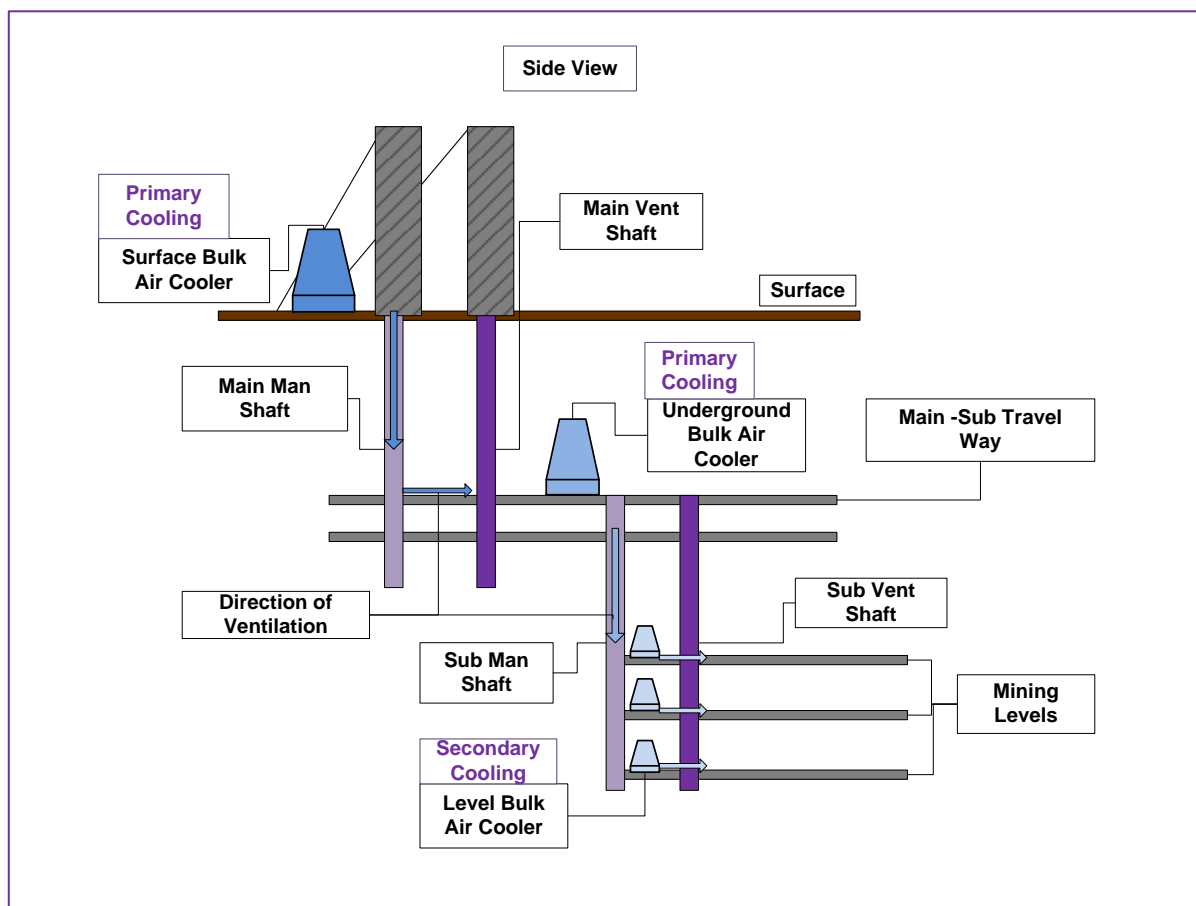 Side View
Primary
Cooling
Surface Bulk
Air Cooler
Main Vent
Shaft
Surface
Main Man
Shaft
Primary
Cooling
Underground
Bulk Air
Cooler
Main -Sub Travel
Way
Direction of
Ventilation
Sub Vent
Shaft
Sub Man
Shaft
Mining
Levels
Secondary
Cooling
Level Bulk
Air Cooler